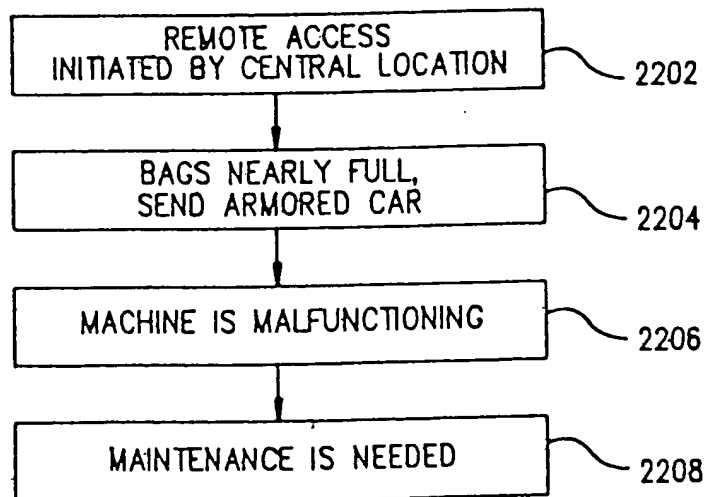 REMOTE ACCESS
INITIATED BY CENTRAL LOCATION
2202
BAGS NEARLY FULL,
SEND ARMORED CAR
2204
MACHINE IS MALFUNCTIONING
2206
MAINTENANCE IS NEEDED
2208